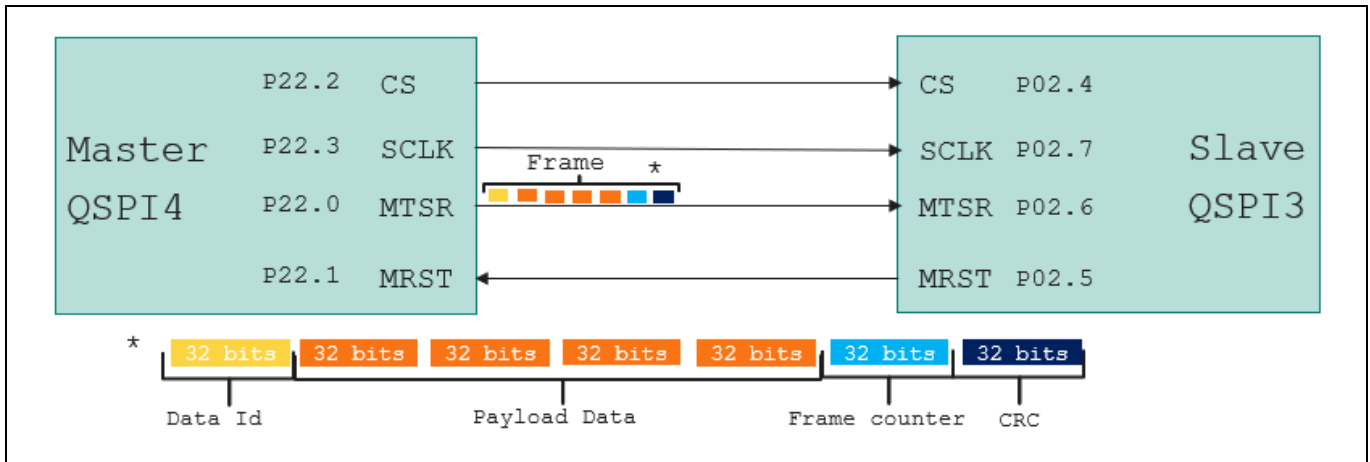 P22.2 CS CS P02.4
Master P22.3 SCLK SCLK P02.7 Slave
Frame *
QSPI4 P22.0 MTSR MTSR P02.6 QSPI3
P22.1 MRST MRST P02.5
* 32 bits 32 bits 32 bits 32 bits 32 bits 32 bits 32 bits
Data Id Payload Data Frame counter CRC